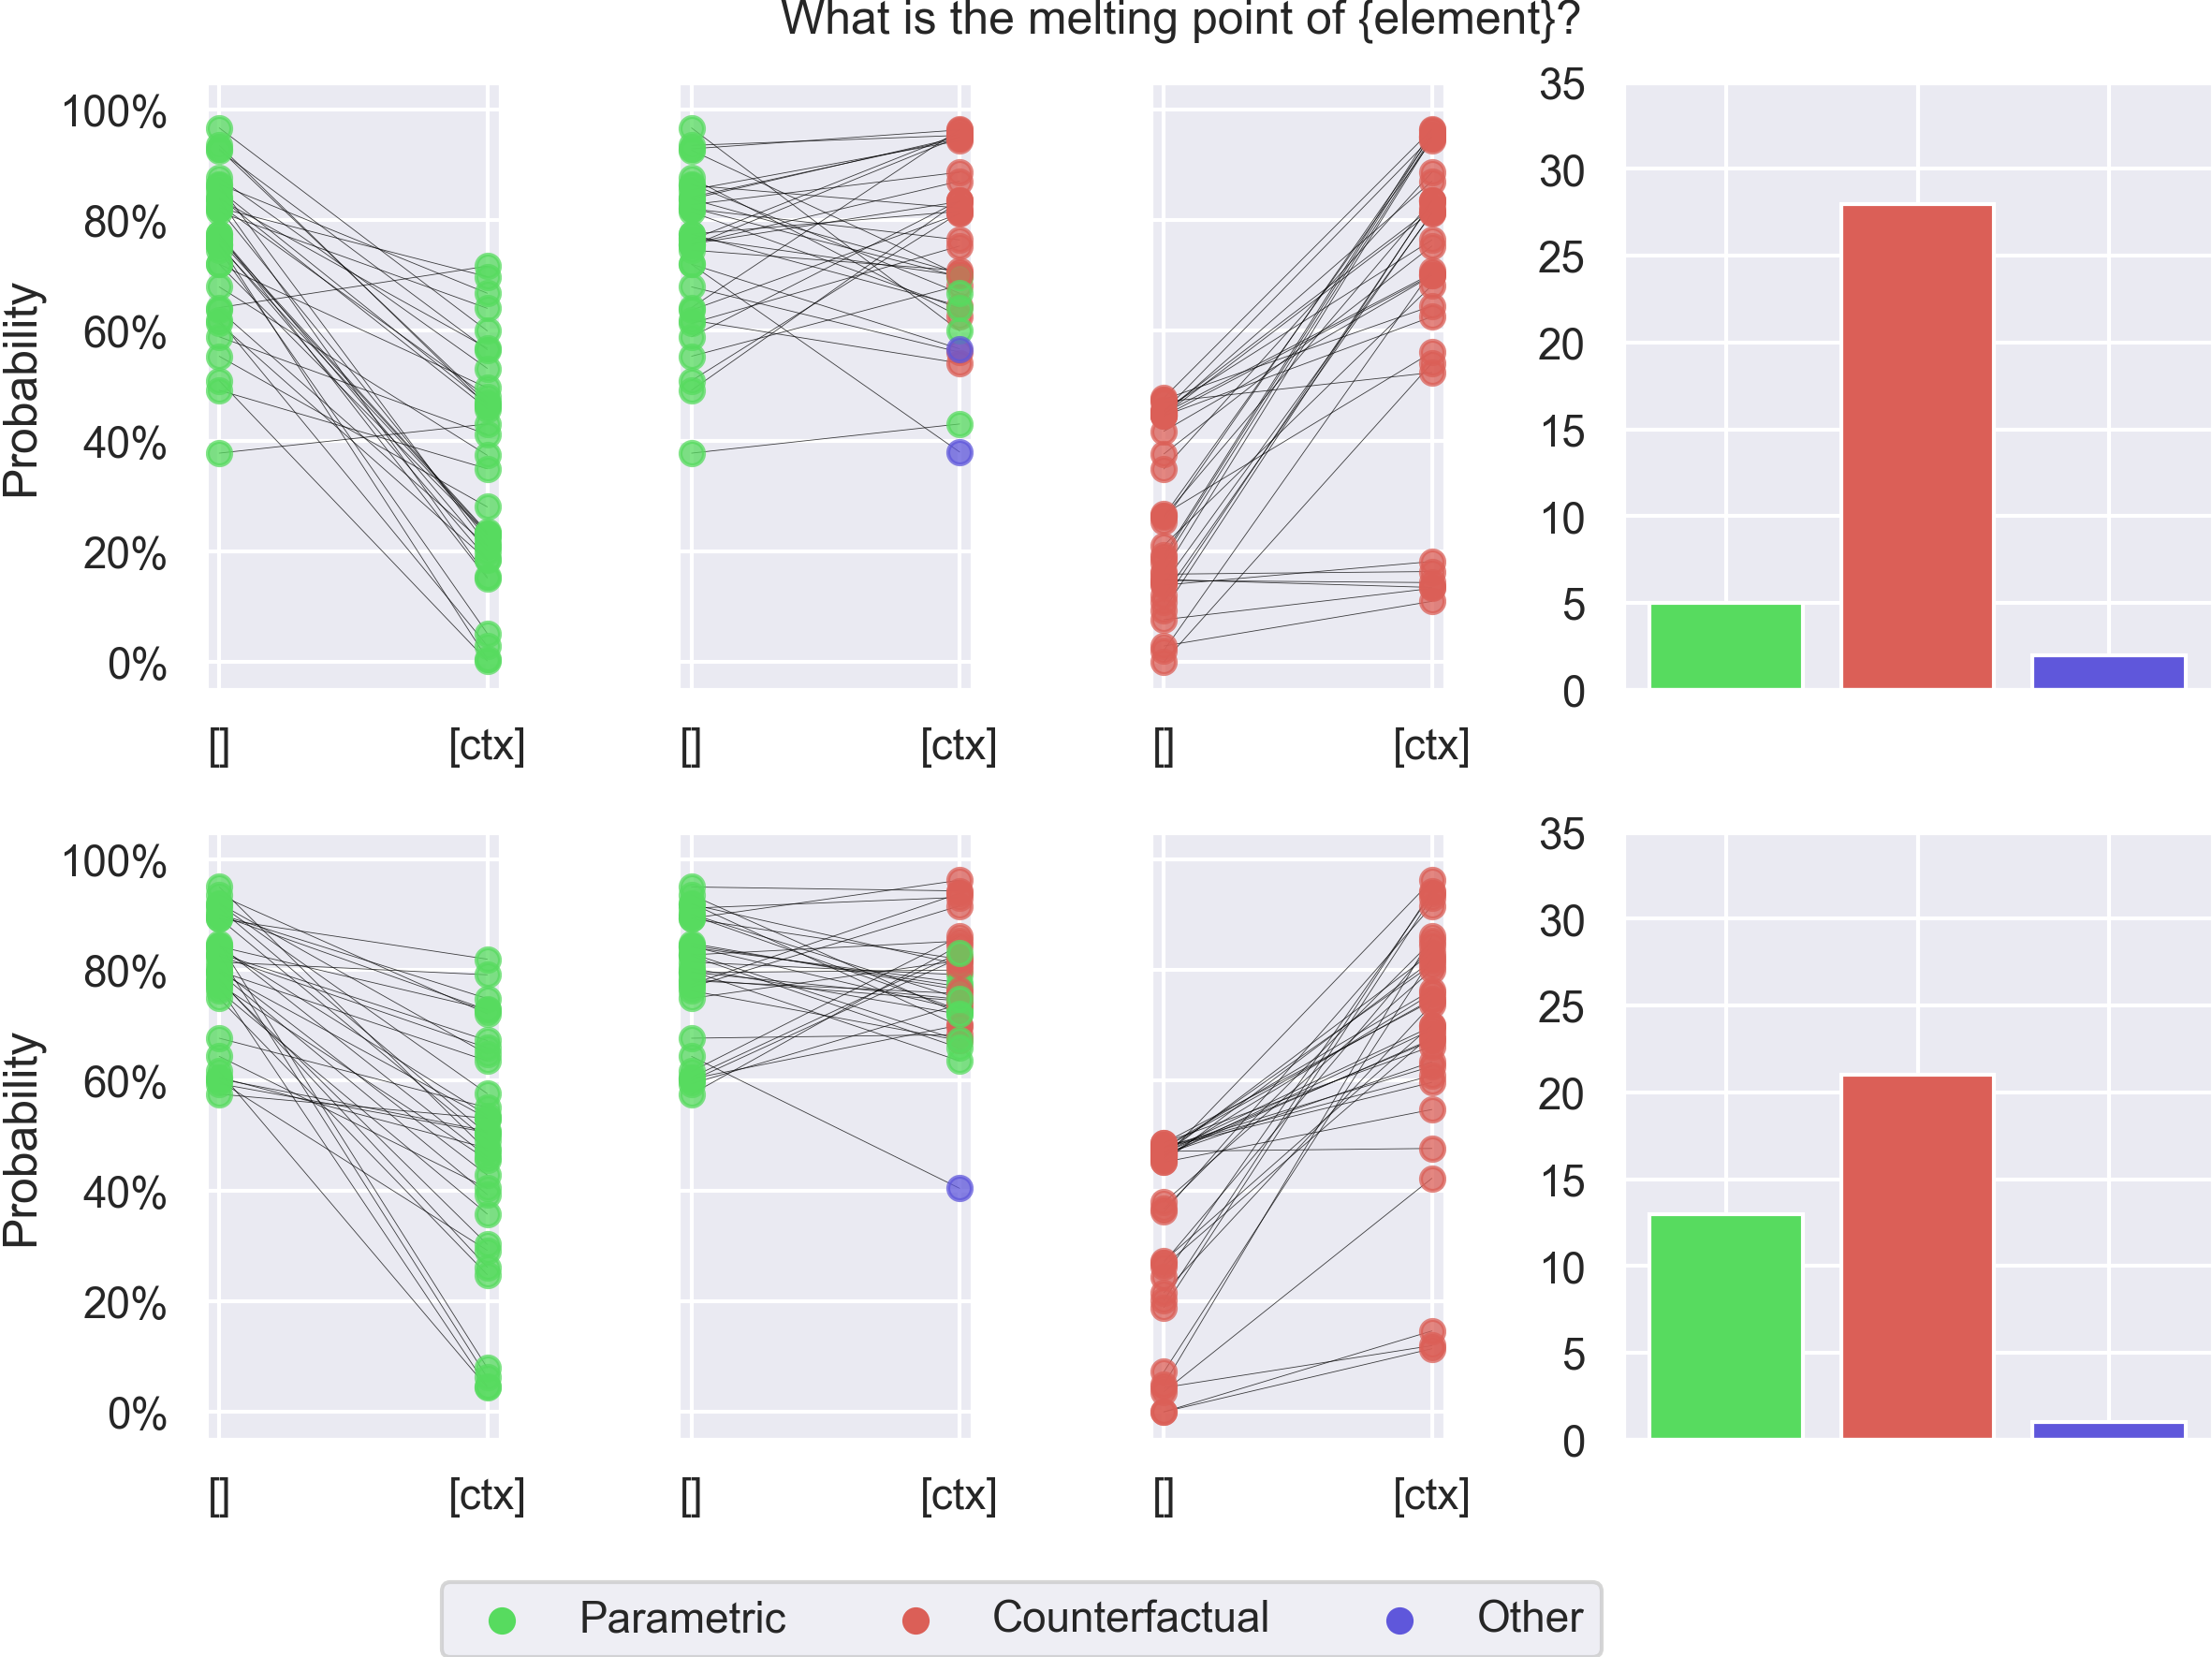 What is the melting point of {element}?
Probability
100%
80%
60%
40%
20%
0%
[] [ctx]
[] [ctx]
[] [ctx]
35
30
25
20
15
10
5
0
Probability
100%
80%
60%
40%
20%
0%
[] [ctx]
[] [ctx]
[] [ctx]
35
30
25
20
15
10
5
0
Parametric Counterfactual Other